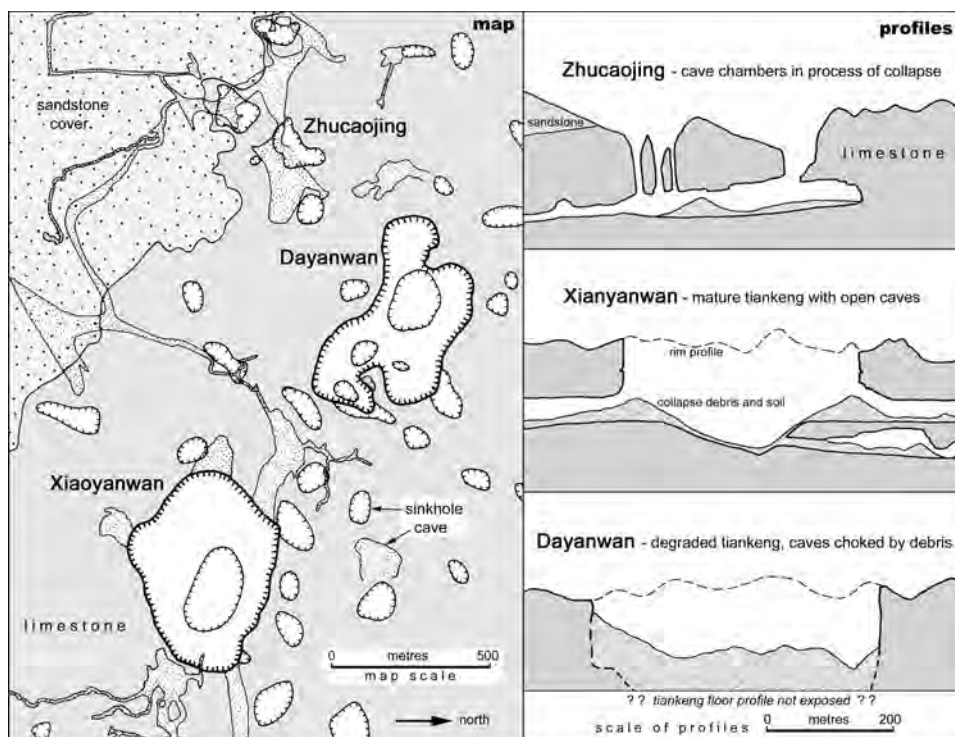 map
sandstone
cover.
Zhucaojing
Dayanwan
Xiaoyanwan
sinkhole
cave
limestone
0 metres 500
map scale
north
profiles
Zhucaojing - cave chambers in process of collapse
sandstone
limestone
Xianyanwan - mature tiankeng with open caves
rim profile
collapse debris and soil
Dayanwan - degraded tiankeng, caves choked by debris
? ? tiankeng floor profile not exposed ? ?
scale of profiles 0 metres 200